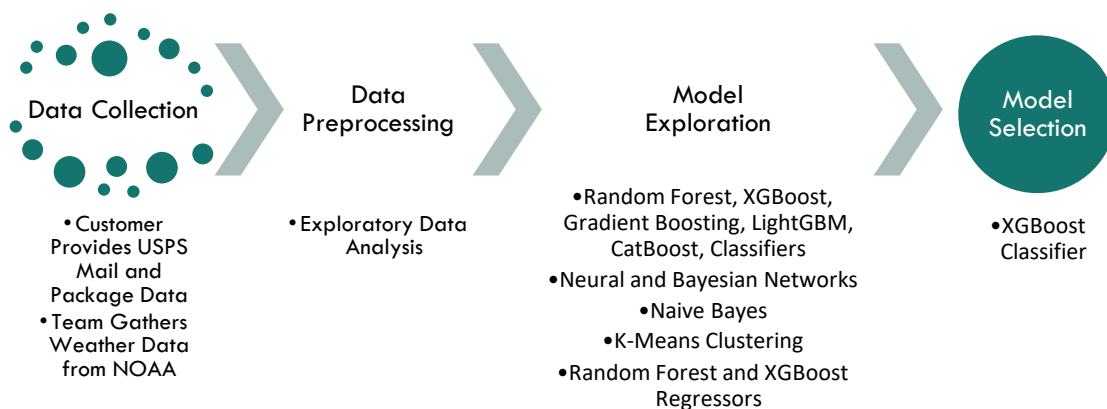 Data Collection
• Customer
Provides USPS
Mail and
Package Data
• Team Gathers
Weather Data
from NOAA
Data
Preprocessing
• Exploratory Data
Analysis
Model
Exploration
•Random Forest, XGBoost,
Gradient Boosting, LightGBM,
CatBoost, Classifiers
•Neural and Bayesian Networks
•Naive Bayes
•K-Means Clustering
•Random Forest and XGBoost
Regressors
Model
Selection
•XGBoost
Classifier